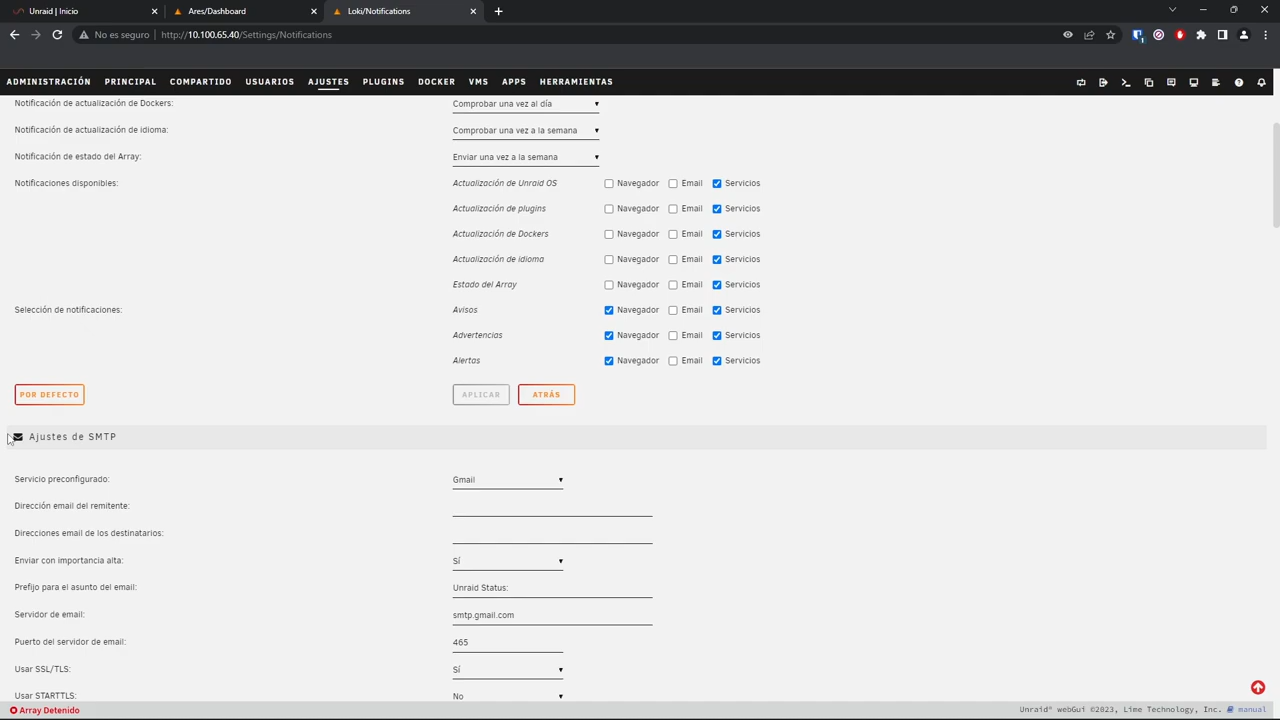 Unraid | Inicio
Ares/Dashboard
Loki/Notifications
No es seguro | http://10.100.65.40/Settings/Notifications
ADMINISTRACIÓN PRINCIPAL COMPARTIDO USUARIOS AJUSTES PLUGINS DOCKER VMS APPS HERRAMIENTAS
Notificación de actualización de Dockers: Comprobar una vez al día
Notificación de actualización de idioma: Comprobar una vez a la semana
Notificación de estado del Array: Enviar una vez a la semana
Notificaciones disponibles: Actualización de Unraid OS Navegador Email Servicios
Actualización de plugins Navegador Email Servicios
Actualización de Dockers Navegador Email Servicios
Actualización de idioma Navegador Email Servicios
Estado del Array Navegador Email Servicios
Selección de notificaciones: Avisos Navegador Email Servicios
Advertencias Navegador Email Servicios
Alertas Navegador Email Servicios
POR DEFECTO APLICAR ATRÁS
Ajustes de SMTP
Servicio preconfigurado: Gmail
Dirección email del remitente:
Direcciones email de los destinatarios:
Enviar con importancia alta: Sí
Prefijo para el asunto del email: Unraid Status:
Servidor de email: smtp.gmail.com
Puerto del servidor de email: 465
Usar SSL/TLS: Sí
Usar STARTTLS: No
Array Detenido
Unraid® webGui ©2023, Lime Technology, Inc. manual